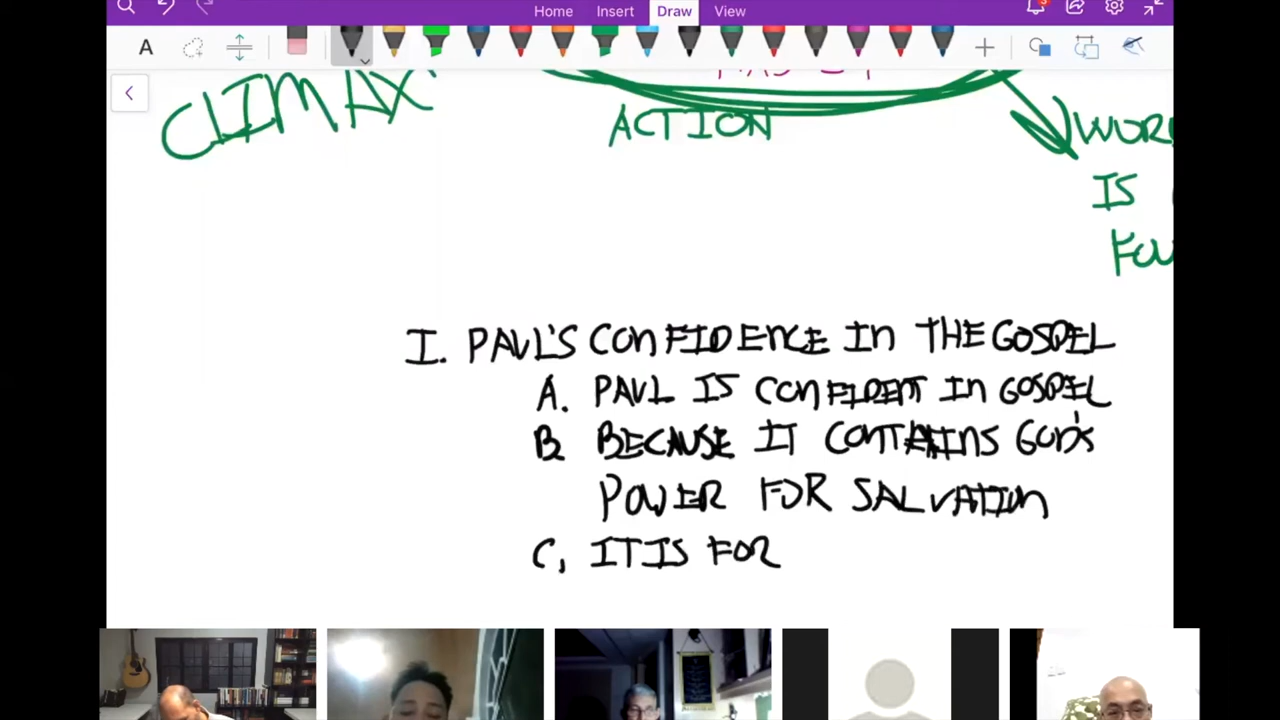 Home Insert Draw View
A
CLIMAX
ACTION
IS
I. PAUL'S CONFIDENCE IN THE GOSPEL
A. PAUL IS CONFIDENT IN GOSPEL
B. BECAUSE IT CONTAINS GOD'S
POWER FOR SALVATION
C. IT IS FOR